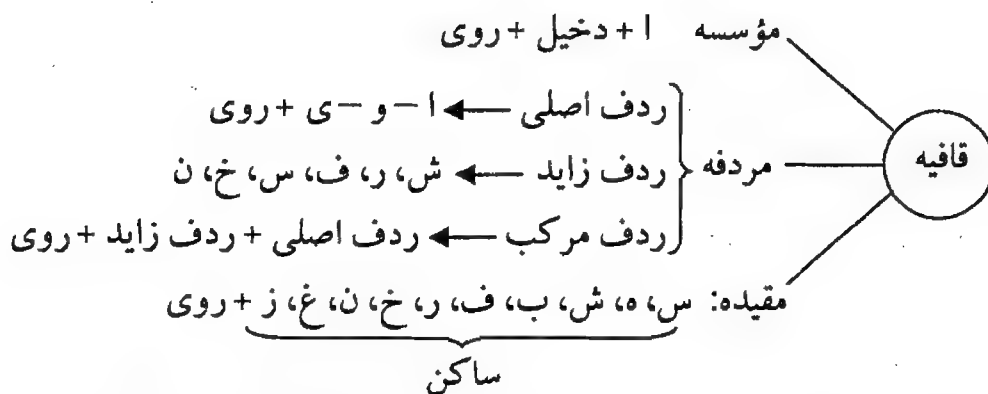 مؤسسه ا + دخیل + روی
ردف اصلی ← ا – و – ی + روی
قافیه مردفه ردف زاید ← ش، ر، ف، س، خ، ن
ردف مرکب ← ردف اصلی + ردف زاید + روی
مقیده: س، ه، ش، ب، ف، ر، خ، ن، غ، ز + روی
ساکن